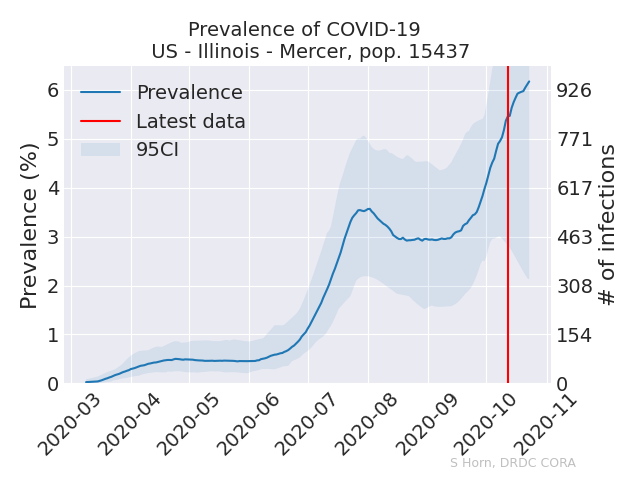 Prevalence of COVID-19
US - Illinois - Mercer, pop. 15437
Prevalence
Latest data
95CI
Prevalence (%)
6
5
4
3
2
1
0
926
771
617
463
308
154
0
# of infections
2020-03
2020-04
2020-05
2020-06
2020-07
2020-08
2020-09
2020-10
2020-11
S Horn, DRDC CORA